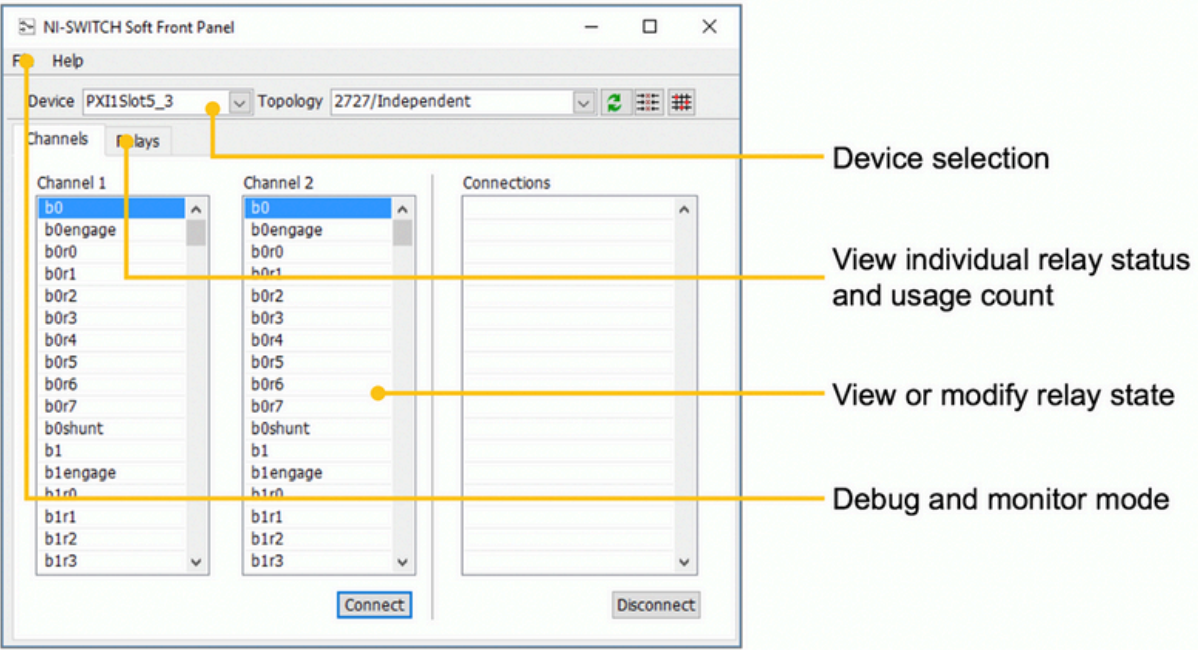 NI-SWITCH Soft Front Panel
Help
Device PXI1Slot5_3 Topology 2727/Independent
Channels
Channel 1 Channel 2 Connections
b0 b0
b0engage b0engage
b0r0 b0r0
b0r1 b0r1
b0r2 b0r2
b0r3 b0r3
b0r4 b0r4
b0r5 b0r5
b0r6 b0r6
b0r7 b0r7
b0shunt b0shunt
b1 b1
b1engage b1engage
b1r0 b1r0
b1r1 b1r1
b1r2 b1r2
b1r3 b1r3
Connect Disconnect
Device selection
View individual relay status
and usage count
View or modify relay state
Debug and monitor mode